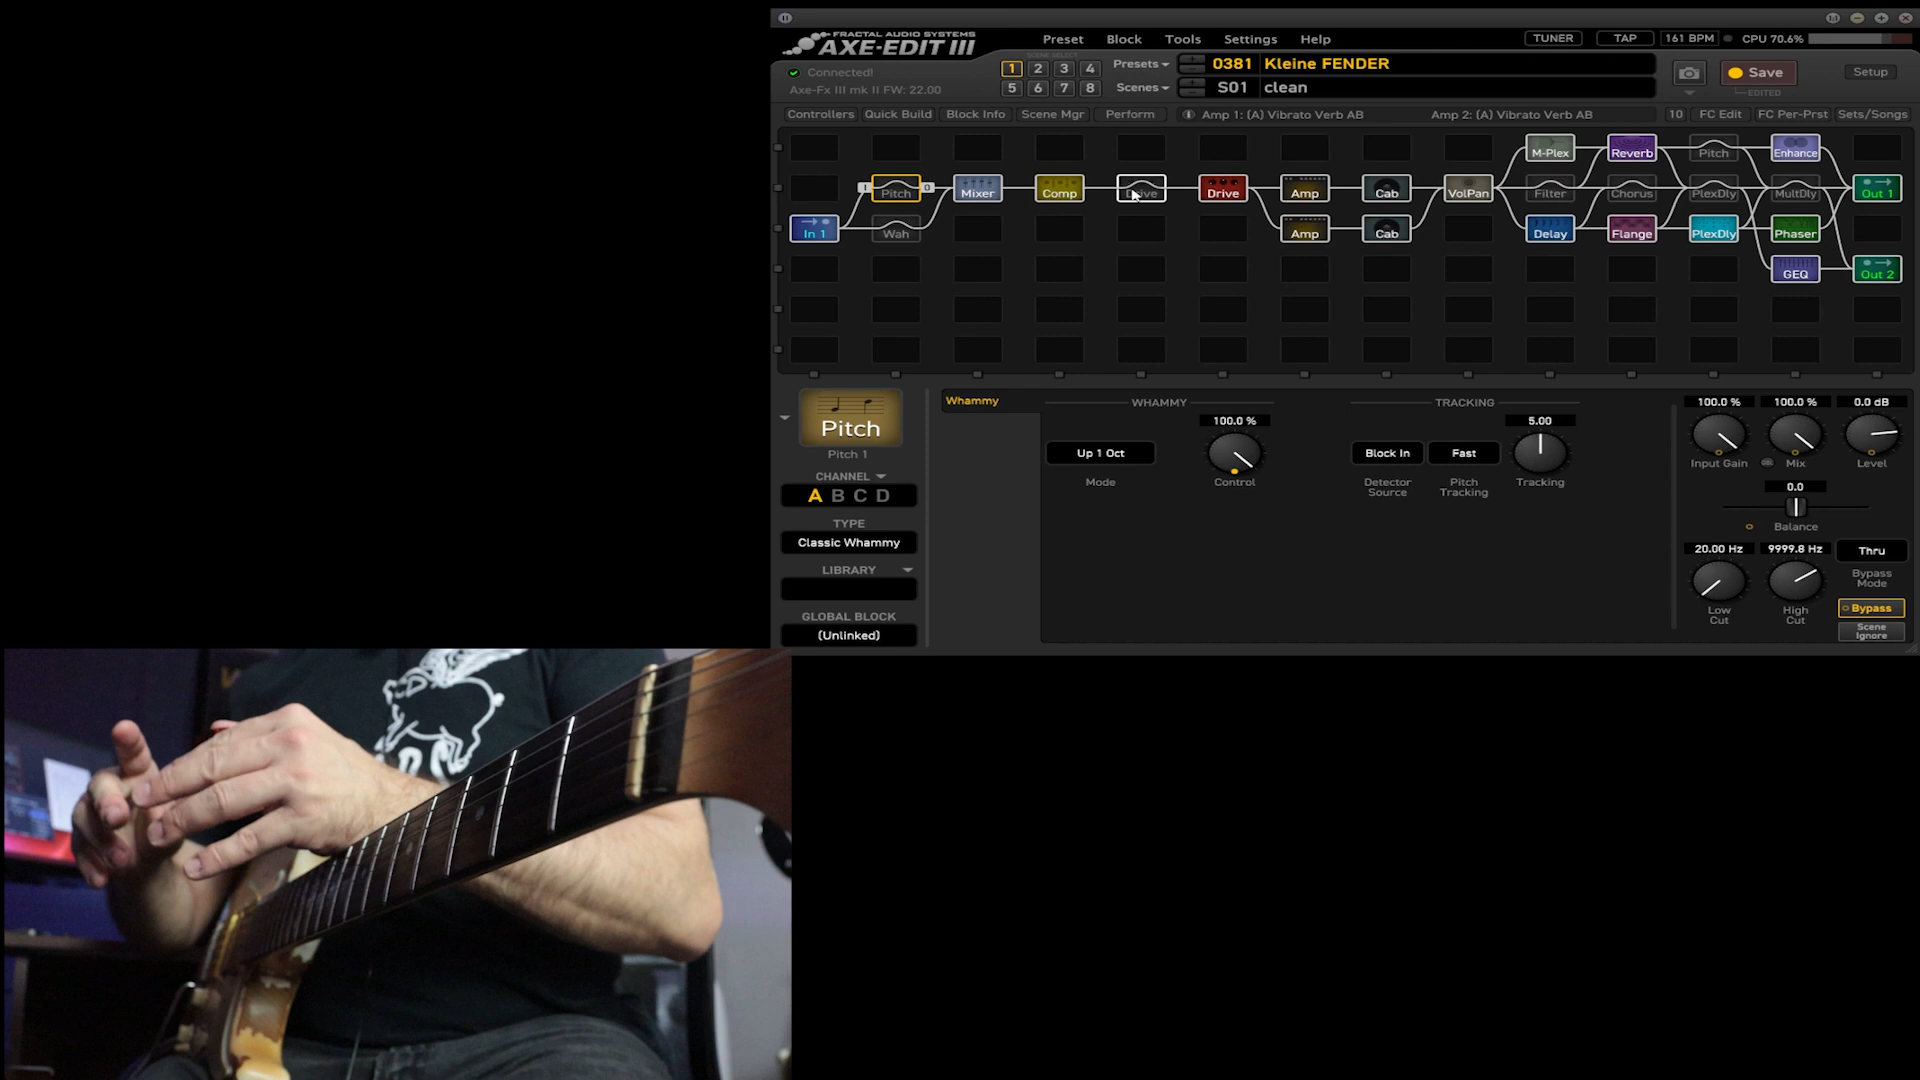 FRACTAL AUDIO SYSTEMS
AXE-EDIT III
Preset Block Tools Settings Help
TUNER TAP 161 BPM CPU 70.6%
Connected!
Axe-Fx III mk II FW: 22.00
SCENE SELECT
1 2 3 4
5 6 7 8
Presets
0381 Kleine FENDER
Scenes
S01 clean
Save
EDITED
Setup
Controllers Quick Build Block Info Scene Mgr Perform
Amp 1: (A) Vibrato Verb AB Amp 2: (A) Vibrato Verb AB
10 FC Edit FC Per-Prst Sets/Songs
M-Plex Reverb Pitch Enhance
I Pitch O Mixer Comp Drive Drive Amp Cab VolPan Filter Chorus PlexDly MultDly Out 1
In 1 Wah Amp Cab Delay Flange PlexDly Phaser
GEQ Out 2
Pitch
Pitch 1
CHANNEL
A B C D
TYPE
Classic Whammy
LIBRARY
GLOBAL BLOCK
(Unlinked)
Whammy
WHAMMY
100.0 %
Up 1 Oct
Mode Control
TRACKING
5.00
Block In Fast
Detector Source
Pitch Tracking
Tracking
100.0 % 100.0 % 0.0 dB
Input Gain Mix Level
0.0
Balance
20.00 Hz 9999.8 Hz Thru
Low Cut
High Cut
Bypass Mode
Bypass
Scene Ignore